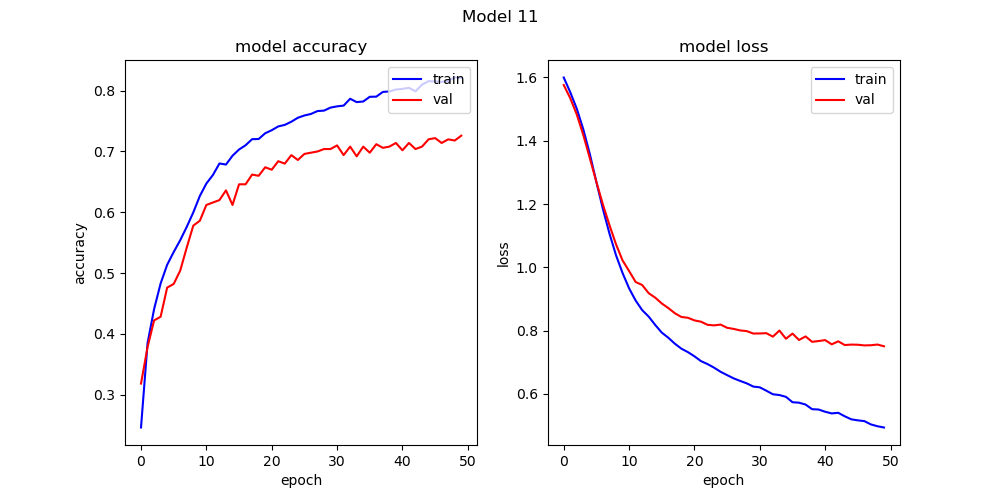 Model 11
model accuracy
train
val
0.8
0.7
0.6
0.5
0.4
0.3
accuracy
0 10 20 30 40 50
epoch
model loss
train
val
1.6
1.4
1.2
1.0
0.8
0.6
loss
0 10 20 30 40 50
epoch